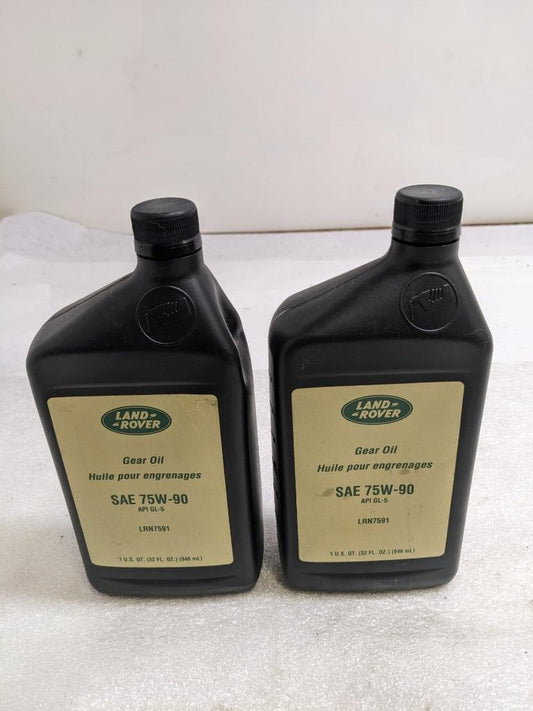 LAND-
-ROVER
Gear Oil
Huile pour engrenages
SAE 75W-90
API GL-5
LRN7591
1 U.S. QT. (32 FL. OZ.) (946 mL)
LAND-
-ROVER
Gear Oil
Huile pour engrenages
SAE 75W-90
API GL-5
LRN7591
1 U.S. QT. (32 FL. OZ.) (946 mL)